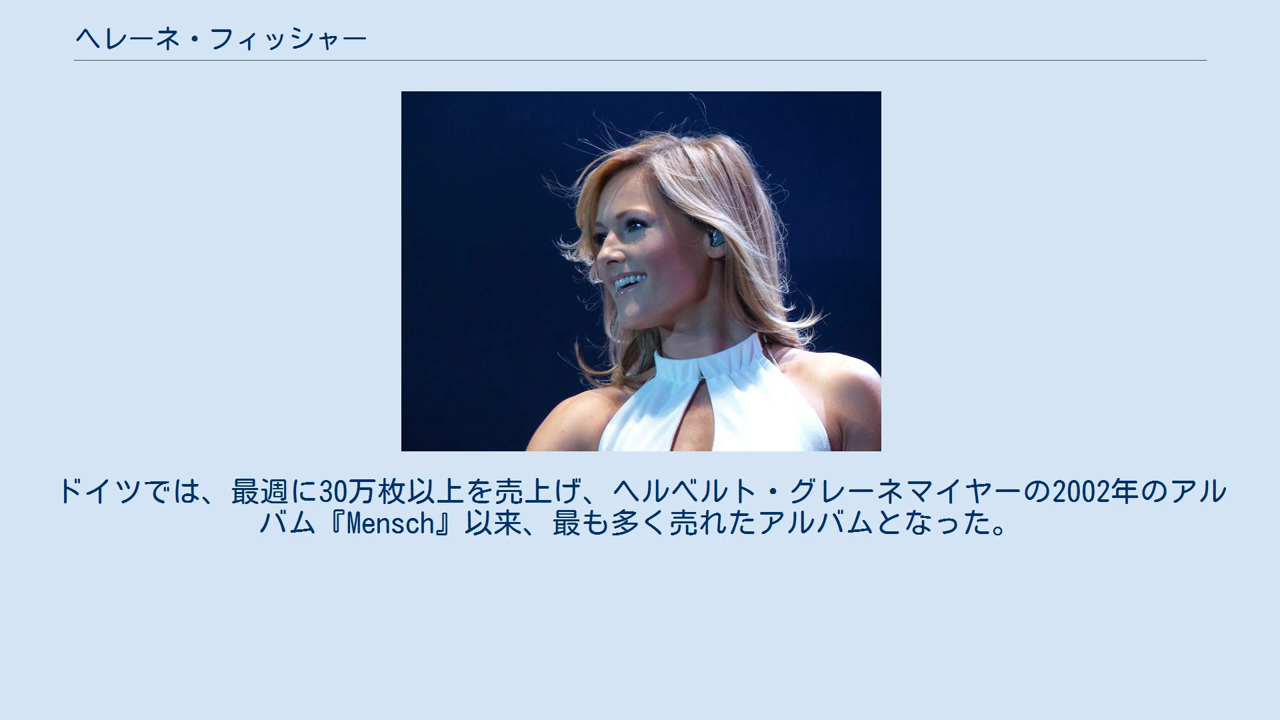 ヘレーネ・フィッシャー
ドイツでは、最週に30万枚以上を売上げ、ヘルベルト・グレーネマイヤーの2002年のアル
バム『Mensch』以来、最も多く売れたアルバムとなった。